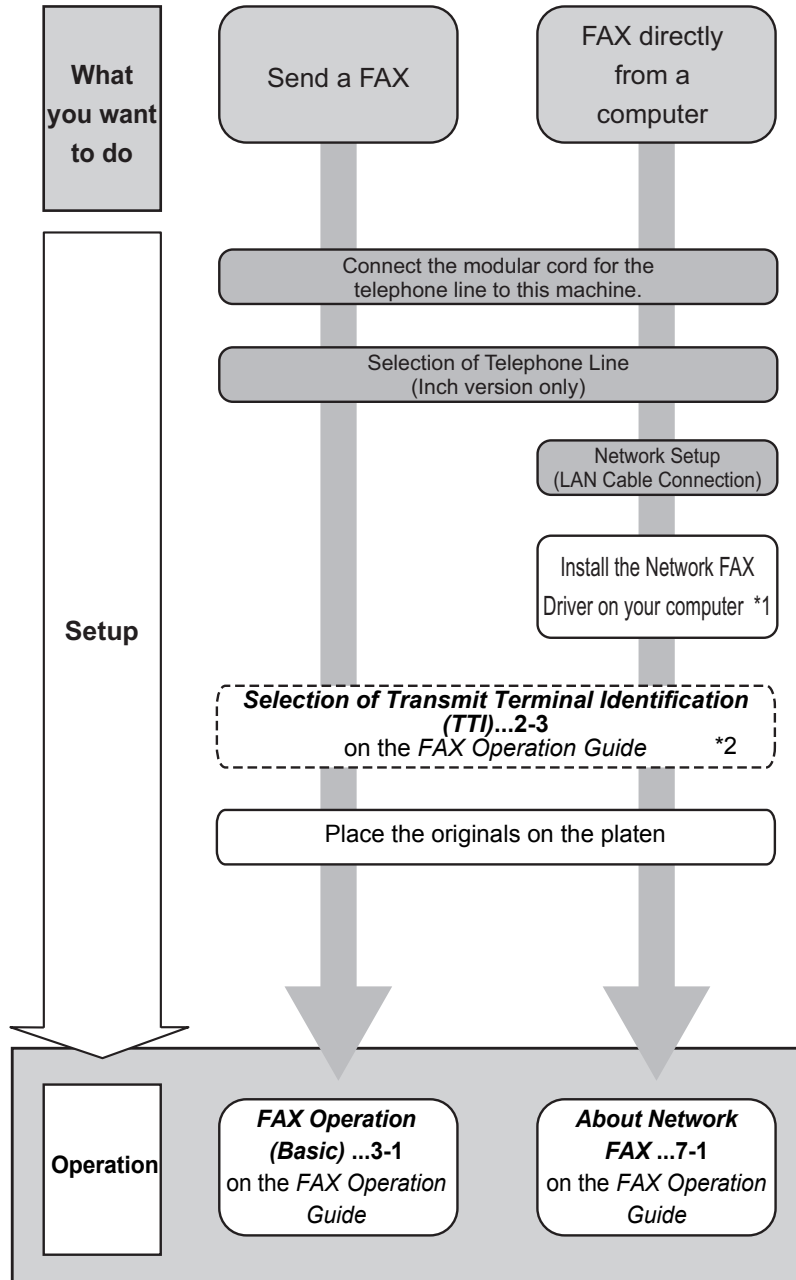 What
you want
to do
Send a FAX
FAX directly
from a
computer
Setup
Connect the modular cord for the
telephone line to this machine.
Selection of Telephone Line
(Inch version only)
Network Setup
(LAN Cable Connection)
Install the Network FAX
Driver on your computer *1
Selection of Transmit Terminal Identification
(TTI)...2-3
on the FAX Operation Guide *2
Place the originals on the platen
Operation
FAX Operation
(Basic) ...3-1
on the FAX Operation
Guide
About Network
FAX ...7-1
on the FAX Operation
Guide